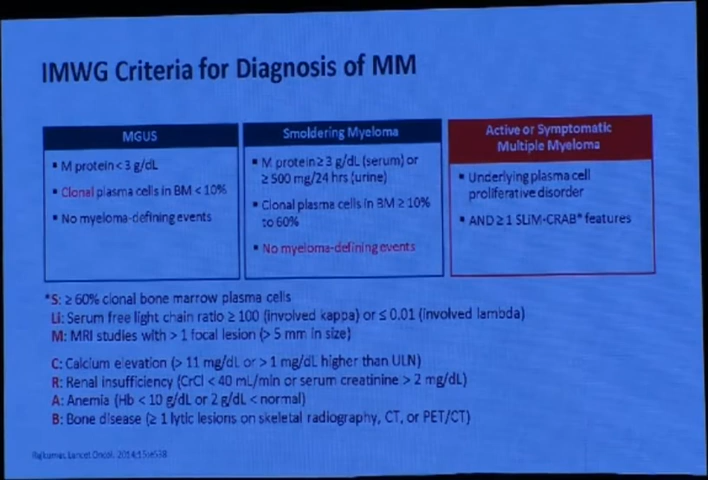 IMWG Criteria for Diagnosis of MM
MGUS
▪ M protein < 3 g/dL
▪ Clonal plasma cells in BM < 10%
▪ No myeloma-defining events
Smoldering Myeloma
▪ M protein ≥ 3 g/dL (serum) or
≥ 500 mg/24 hrs (urine)
▪ Clonal plasma cells in BM ≥ 10%
to 60%
▪ No myeloma-defining events
Active or Symptomatic
Multiple Myeloma
▪ Underlying plasma cell
proliferative disorder
▪ AND ≥ 1 SLiM-CRAB* features
*S: ≥ 60% clonal bone marrow plasma cells
Li: Serum free light chain ratio ≥ 100 (involved kappa) or ≤ 0.01 (involved lambda)
M: MRI studies with > 1 focal lesion (> 5 mm in size)
C: Calcium elevation (> 11 mg/dL or > 1 mg/dL higher than ULN)
R: Renal insufficiency (CrCl < 40 mL/min or serum creatinine > 2 mg/dL)
A: Anemia (Hb < 10 g/dL or 2 g/dL < normal)
B: Bone disease (≥ 1 lytic lesions on skeletal radiography, CT, or PET/CT)
Rajkumar. Lancet Oncol. 2014;15:e538.